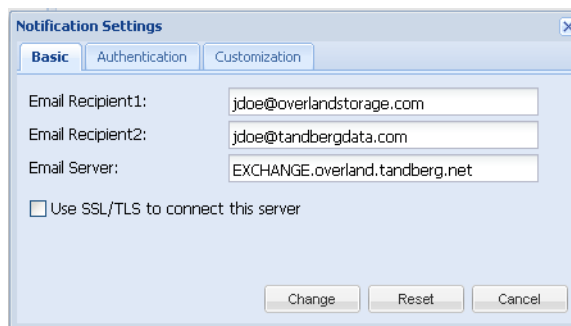 Notification Settings
Basic Authentication Customization
Email Recipient1: jdoe@overlandstorage.com
Email Recipient2: jdoe@tandbergdata.com
Email Server: EXCHANGE.overland.tandberg.net
Use SSL/TLS to connect this server
Change Reset Cancel